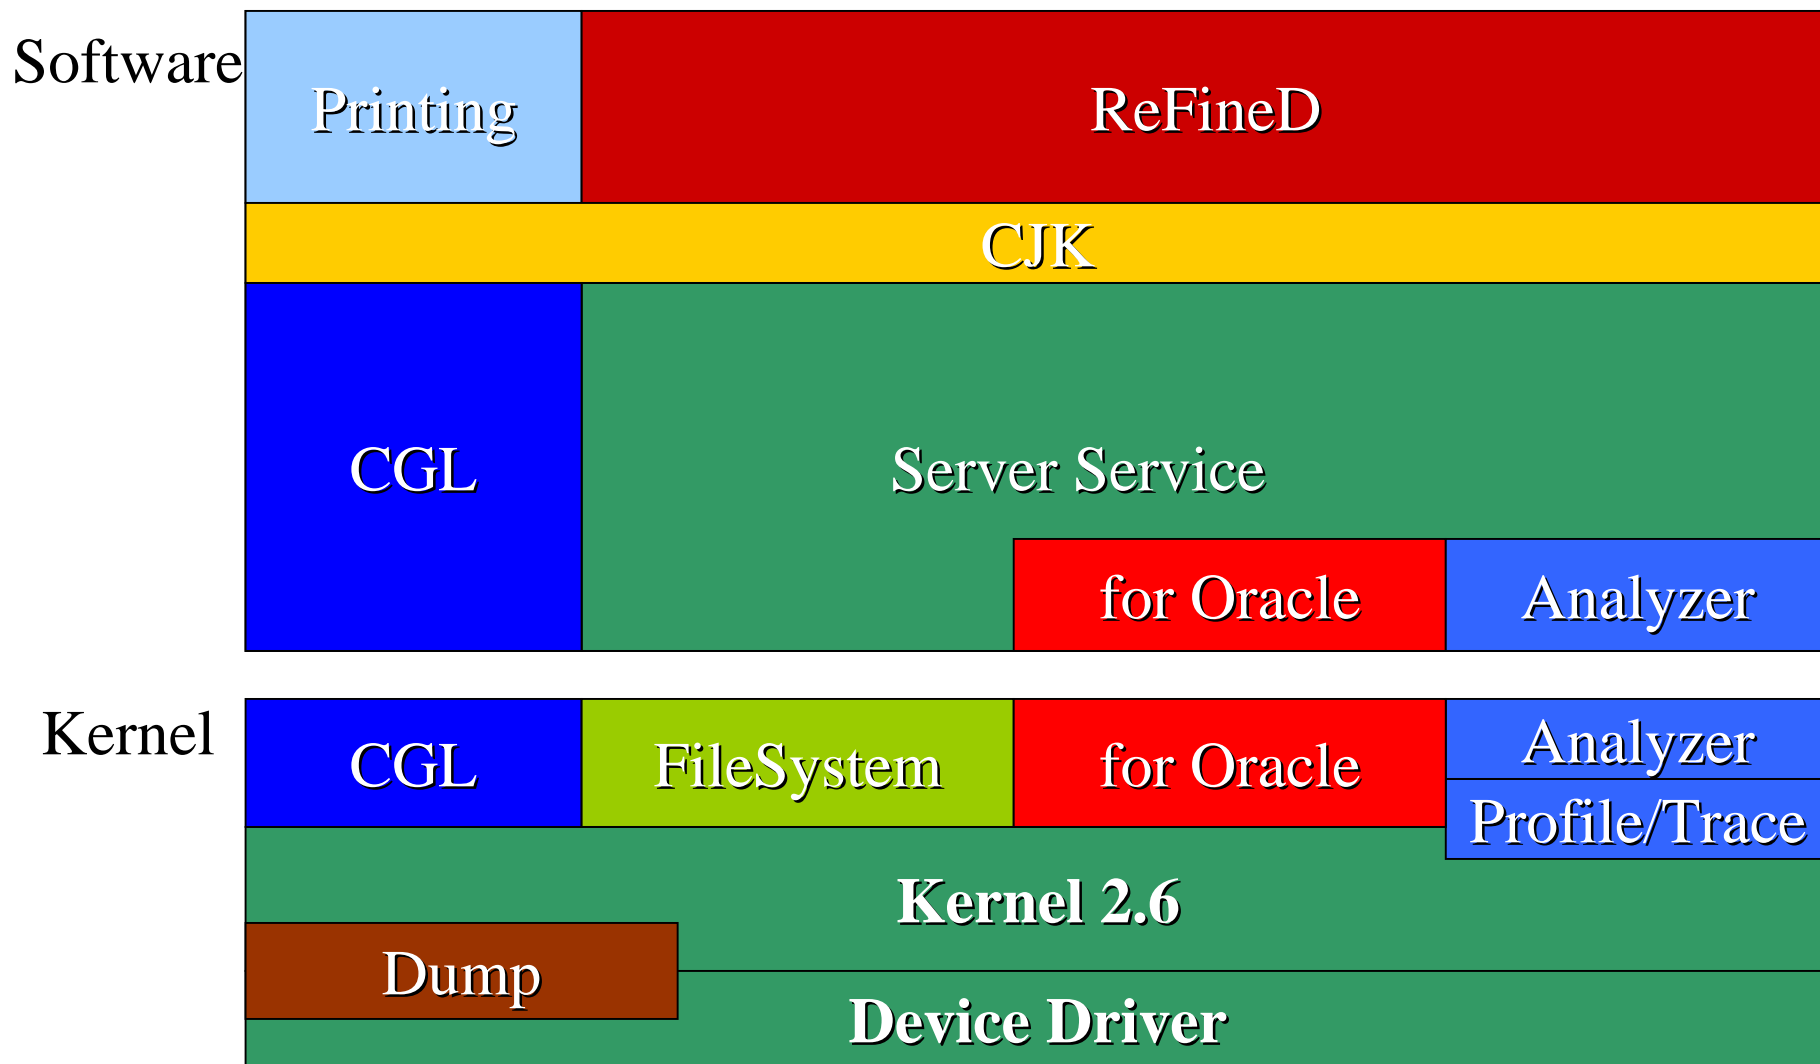 Software
Printing
ReFineD
CJK
CGL
Server Service
for Oracle
Analyzer
Kernel
CGL
FileSystem
for Oracle
Analyzer
Profile/Trace
Kernel 2.6
Dump
Device Driver